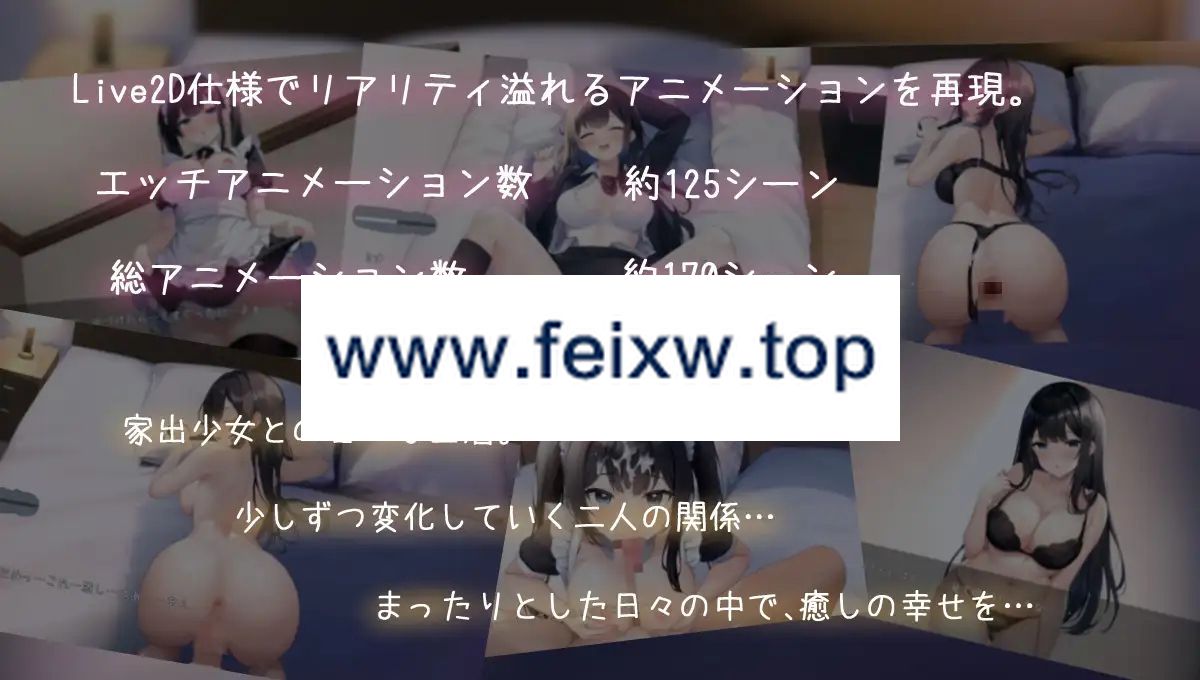 Live2D仕様でリアリティ溢れるアニメーションを再現。
エッチアニメーション数 約125シーン
総アニメーション数 約170シーン
www.feixw.top
家出少女との
少しずつ変化していく二人の関係…
まったりとした日々の中で、癒しの幸せを…